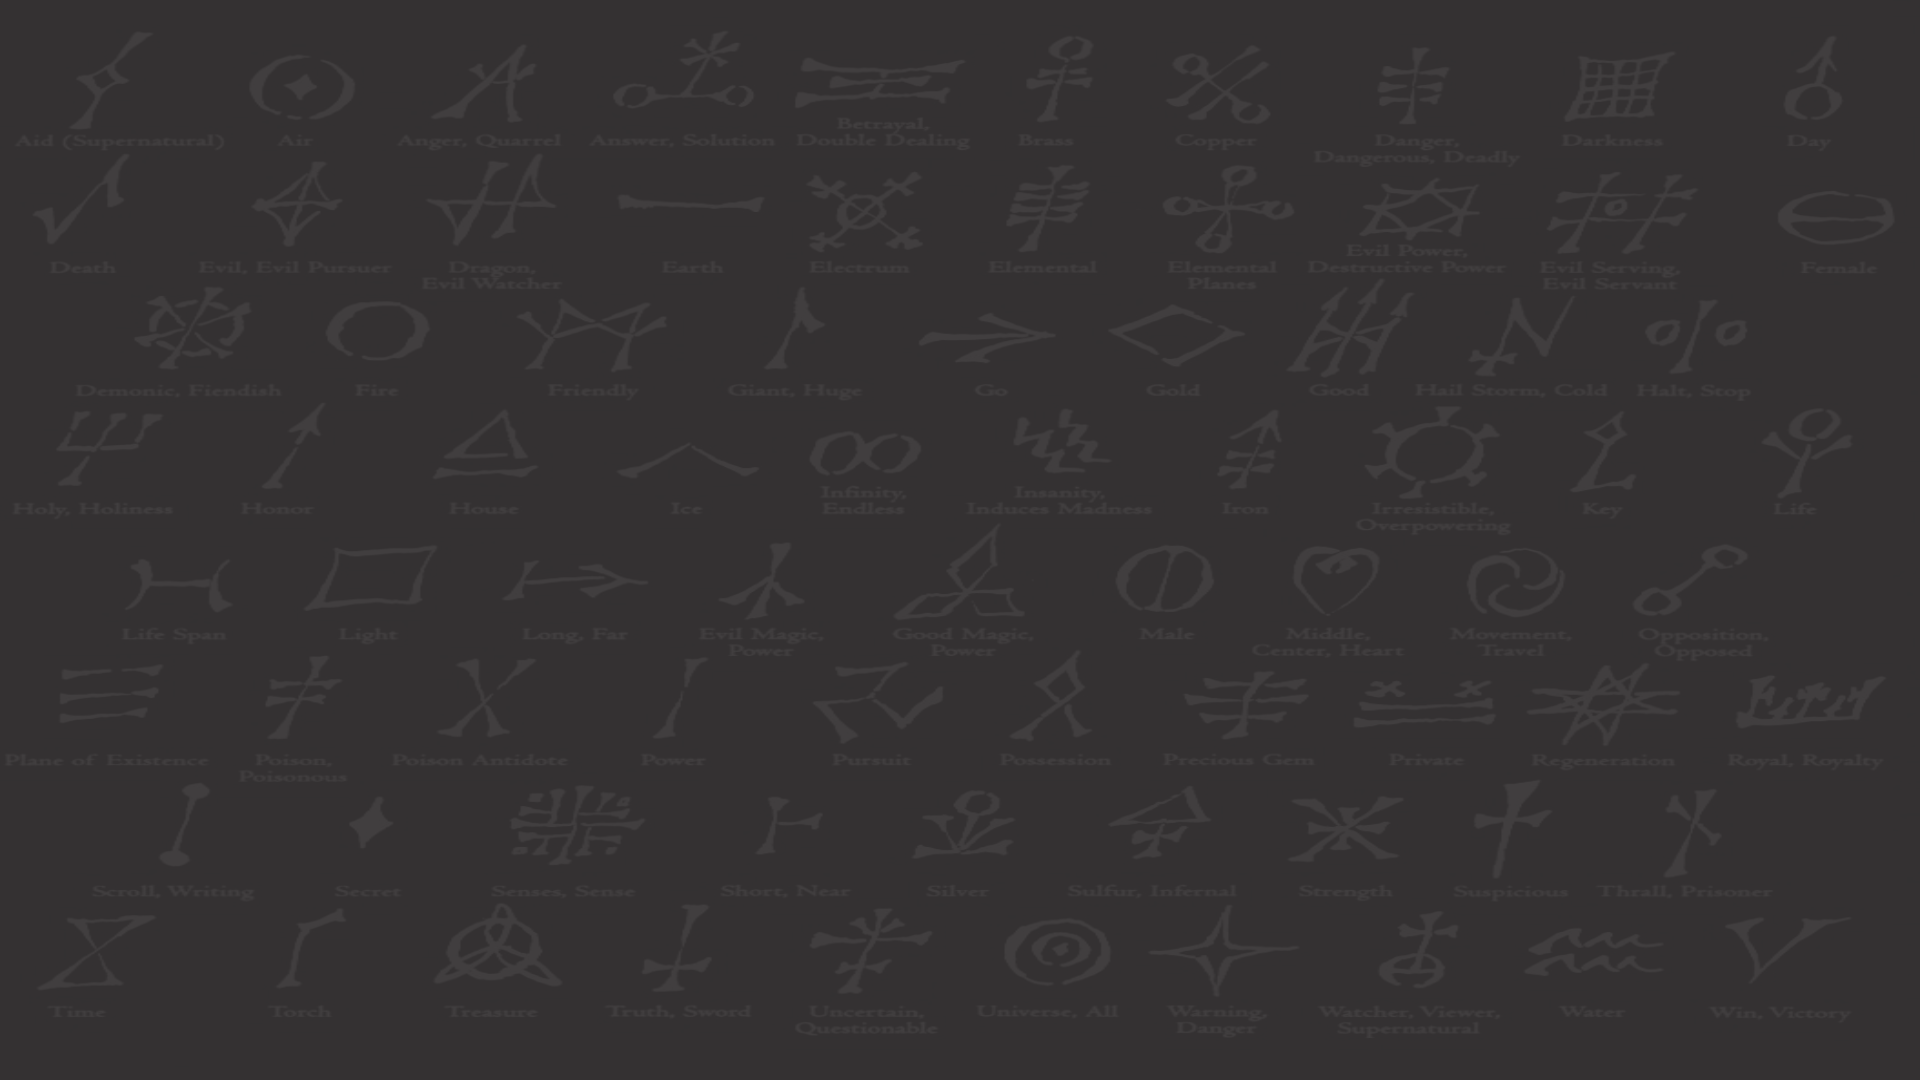 Aid (Supernatural)
Air
Anger, Quarrel
Answer, Solution
Betrayal,
Double Dealing
Brass
Copper
Danger,
Dangerous, Deadly
Darkness
Day
Death
Evil, Evil Pursuer
Dragon,
Evil Watcher
Earth
Electrum
Elemental
Elemental
Planes
Evil Power,
Destructive Power
Evil Serving,
Evil Servant
Female
Demonic, Fiendish
Fire
Friendly
Giant, Huge
Go
Gold
Good
Hail Storm, Cold
Halt, Stop
Holy, Holiness
Honor
House
Ice
Infinity,
Endless
Insanity,
Induces Madness
Iron
Irresistible,
Overpowering
Key
Life
Life Span
Light
Long, Far
Evil Magic,
Power
Good Magic,
Power
Male
Middle,
Center, Heart
Movement,
Travel
Opposition,
Opposed
Plane of Existence
Poison,
Poisonous
Poison Antidote
Power
Pursuit
Possession
Precious Gem
Private
Regeneration
Royal, Royalty
Scroll, Writing
Secret
Senses, Sense
Short, Near
Silver
Sulfur, Infernal
Strength
Suspicious
Thrall, Prisoner
Time
Torch
Treasure
Truth, Sword
Uncertain,
Questionable
Universe, All
Warning,
Danger
Watcher, Viewer,
Supernatural
Water
Win, Victory